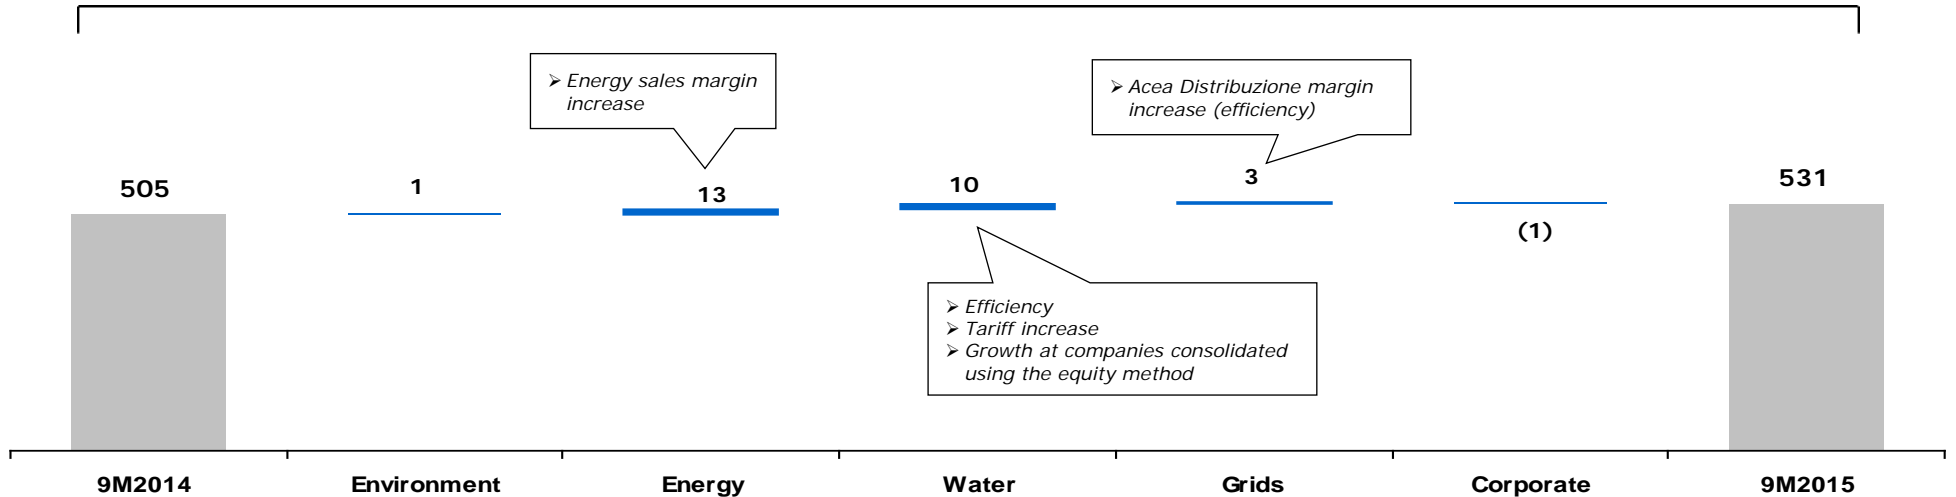 ➢ Energy sales margin
increase
➢ Acea Distribuzione margin
increase (efficiency)
505
1
13
10
3
(1)
531
➢ Efficiency
➢ Tariff increase
➢ Growth at companies consolidated
using the equity method
9M2014
Environment
Energy
Water
Grids
Corporate
9M2015